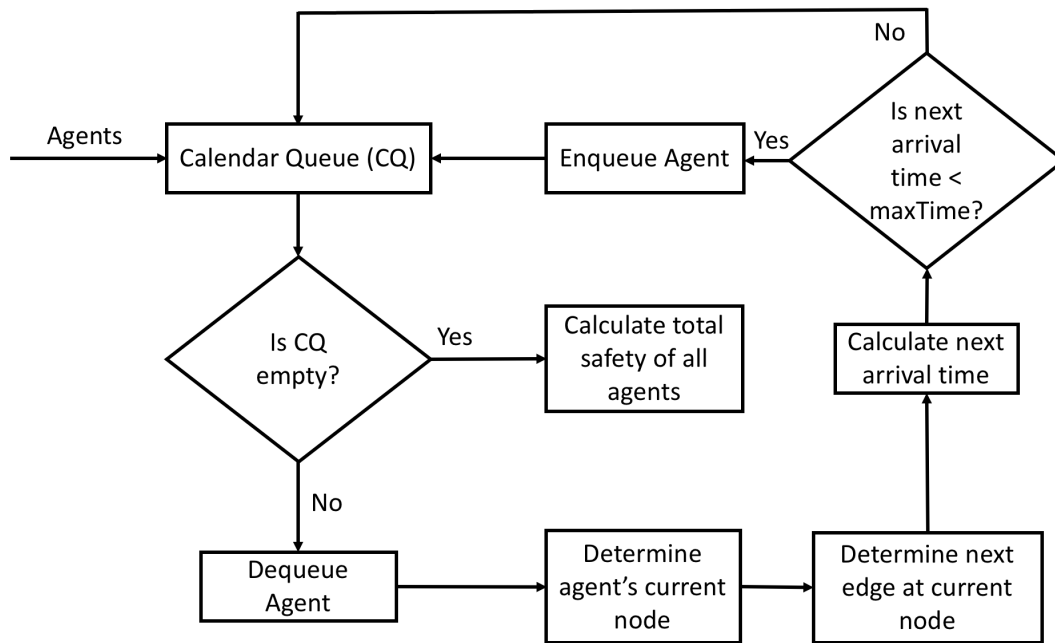 No
Agents
Calendar Queue (CQ)
Enqueue Agent
Yes
Is next
arrival
time <
maxTime?
Is CQ
empty?
Yes
Calculate total
safety of all
agents
Calculate next
arrival time
No
Dequeue
Agent
Determine
agent’s current
node
Determine next
edge at current
node